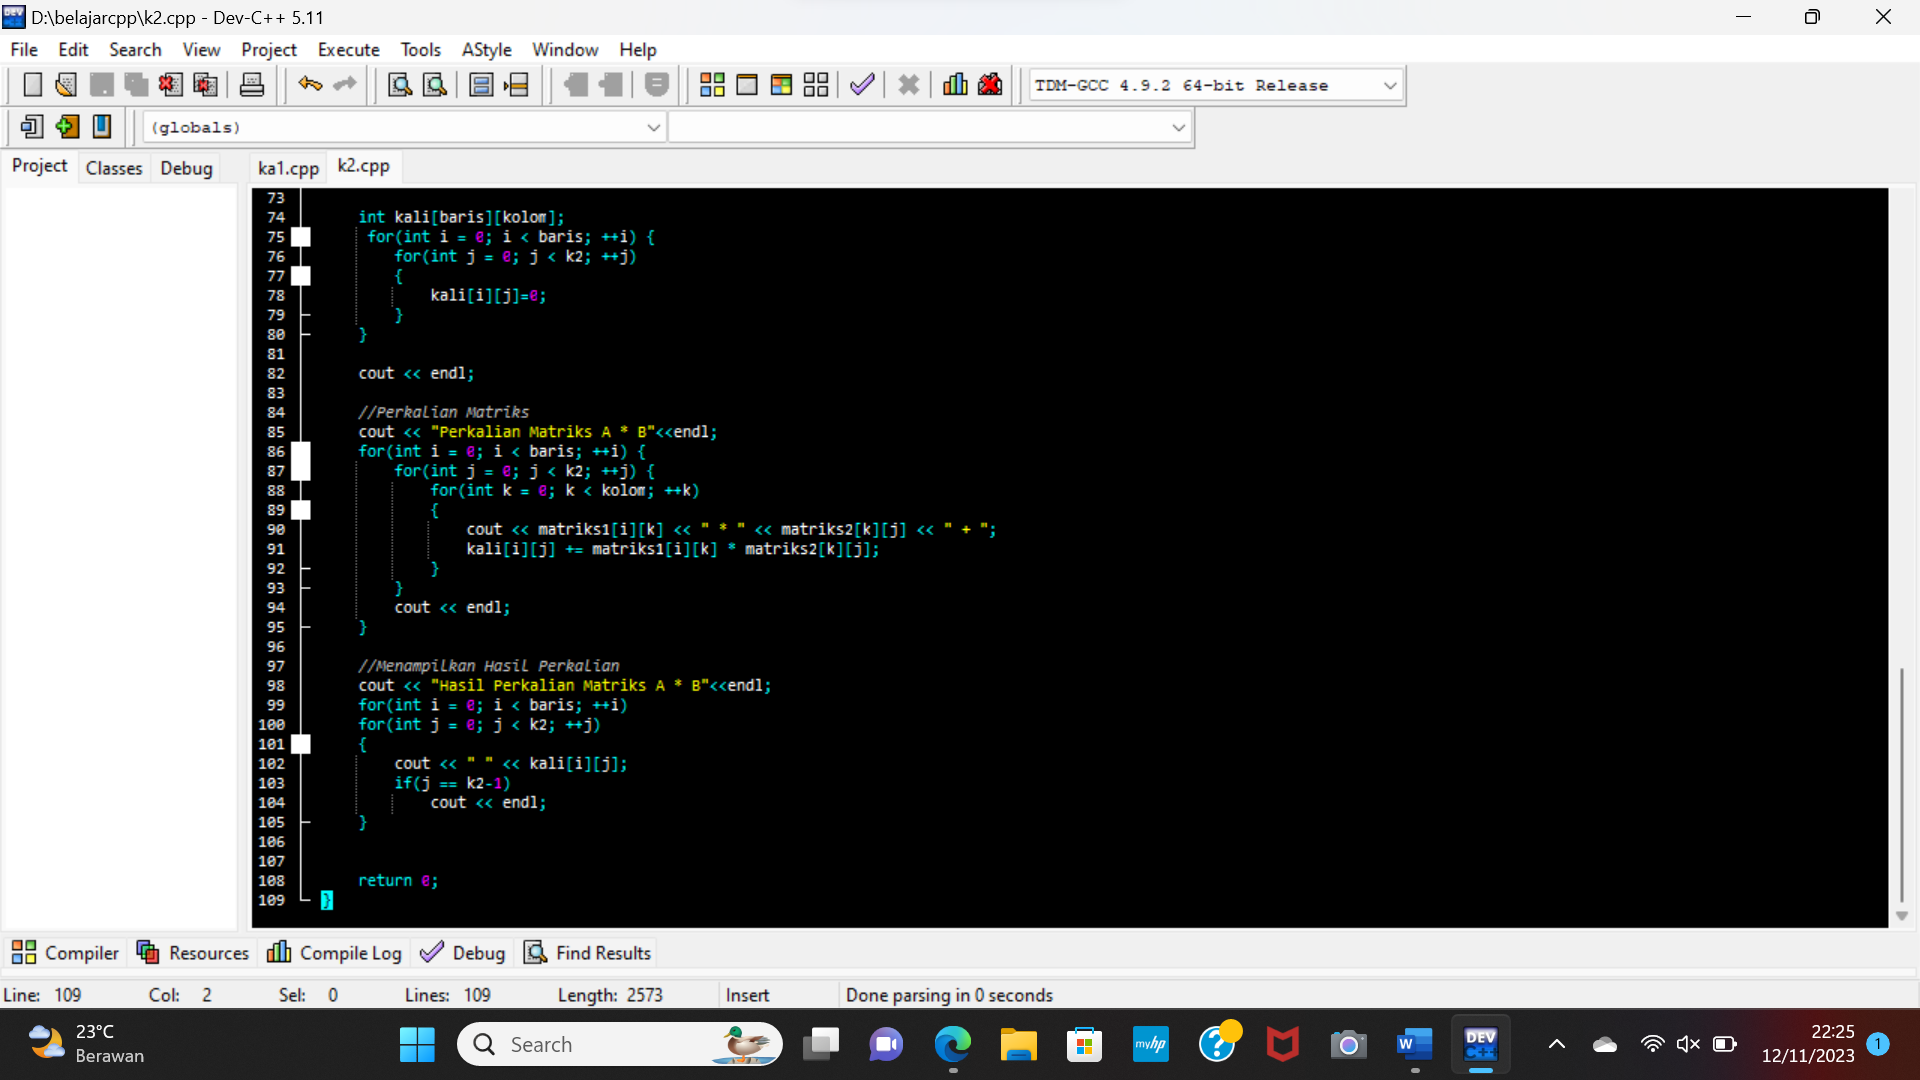 D:\belajarcpp\k2.cpp - Dev-C++ 5.11
File Edit Search View Project Execute Tools AStyle Window Help
TDM-GCC 4.9.2 64-bit Release
(globals)
Project Classes Debug ka1.cpp k2.cpp
73
74 int kali[baris][kolom];
75 for(int i = 0; i < baris; ++i) {
76 for(int j = 0; j < k2; ++j)
77 {
78 kali[i][j]=0;
79 }
80 }
81
82 cout << endl;
83
84 //Perkalian Matriks
85 cout << "Perkalian Matriks A * B"<<endl;
86 for(int i = 0; i < baris; ++i) {
87 for(int j = 0; j < k2; ++j) {
88 for(int k = 0; k < kolom; ++k)
89 {
90 cout << matriks1[i][k] << " * " << matriks2[k][j] << " + ";
91 kali[i][j] += matriks1[i][k] * matriks2[k][j];
92 }
93 }
94 cout << endl;
95 }
96
97 //Menampilkan Hasil Perkalian
98 cout << "Hasil Perkalian Matriks A * B"<<endl;
99 for(int i = 0; i < baris; ++i)
100 for(int j = 0; j < k2; ++j)
101 {
102 cout << " " << kali[i][j];
103 if(j == k2-1)
104 cout << endl;
105 }
106
107
108 return 0;
109 }
Compiler Resources Compile Log Debug Find Results
Line: 109 Col: 2 Sel: 0 Lines: 109 Length: 2573 Insert Done parsing in 0 seconds
23°C
Berawan
Search
myhp
W
DEV C++
22:25
12/11/2023
1